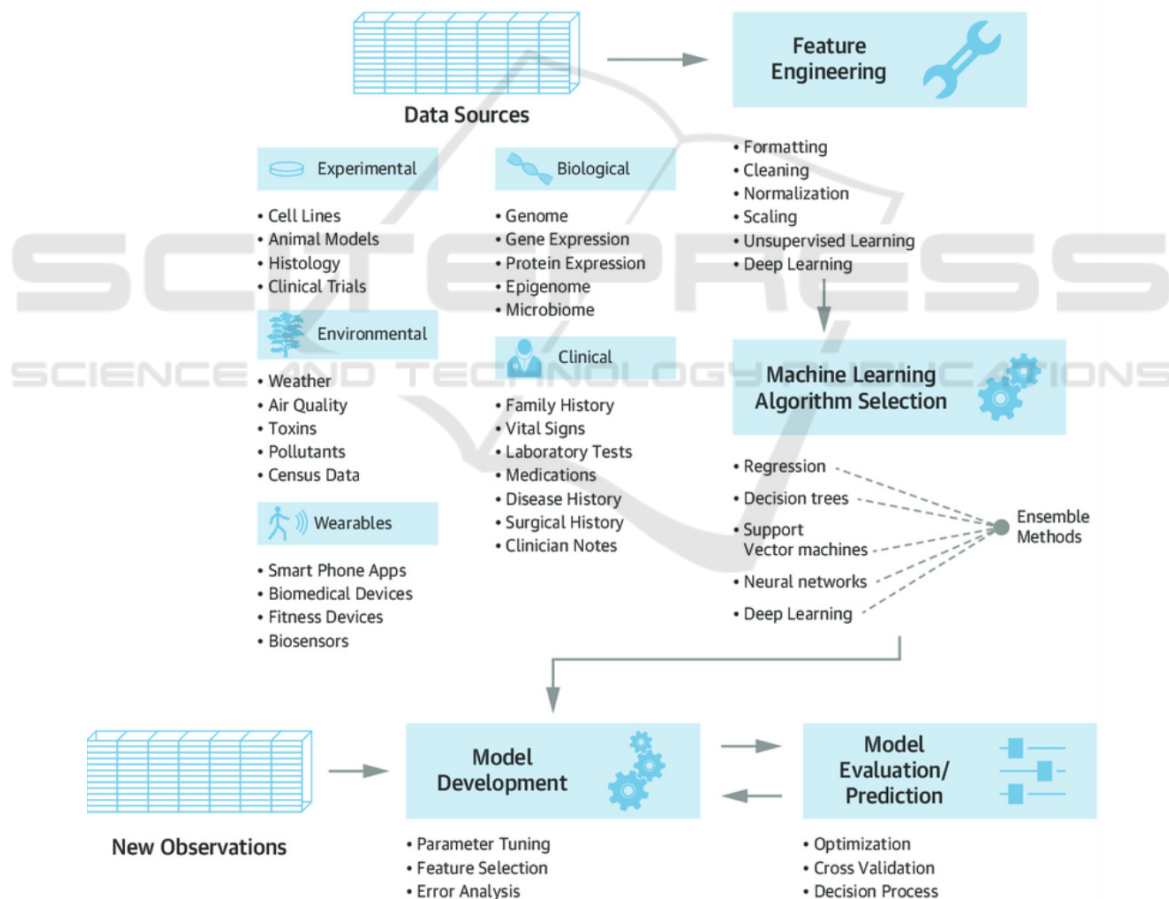 Data Sources
Feature
Engineering
• Formatting
• Cleaning
• Normalization
• Scaling
• Unsupervised Learning
• Deep Learning
Experimental
• Cell Lines
• Animal Models
• Histology
• Clinical Trials
Biological
• Genome
• Gene Expression
• Protein Expression
• Epigenome
• Microbiome
Environmental
• Weather
• Air Quality
• Toxins
• Pollutants
• Census Data
Clinical
• Family History
• Vital Signs
• Laboratory Tests
• Medications
• Disease History
• Surgical History
• Clinician Notes
Wearables
• Smart Phone Apps
• Biomedical Devices
• Fitness Devices
• Biosensors
Machine Learning
Algorithm Selection
• Regression
• Decision trees
• Support
Vector machines
• Neural networks
• Deep Learning
Ensemble
Methods
New Observations
Model
Development
• Parameter Tuning
• Feature Selection
• Error Analysis
Model
Evaluation/
Prediction
• Optimization
• Cross Validation
• Decision Process
SCITEPRESS
SCIENCE AND TECHNOLOGY PUBLICATIONS